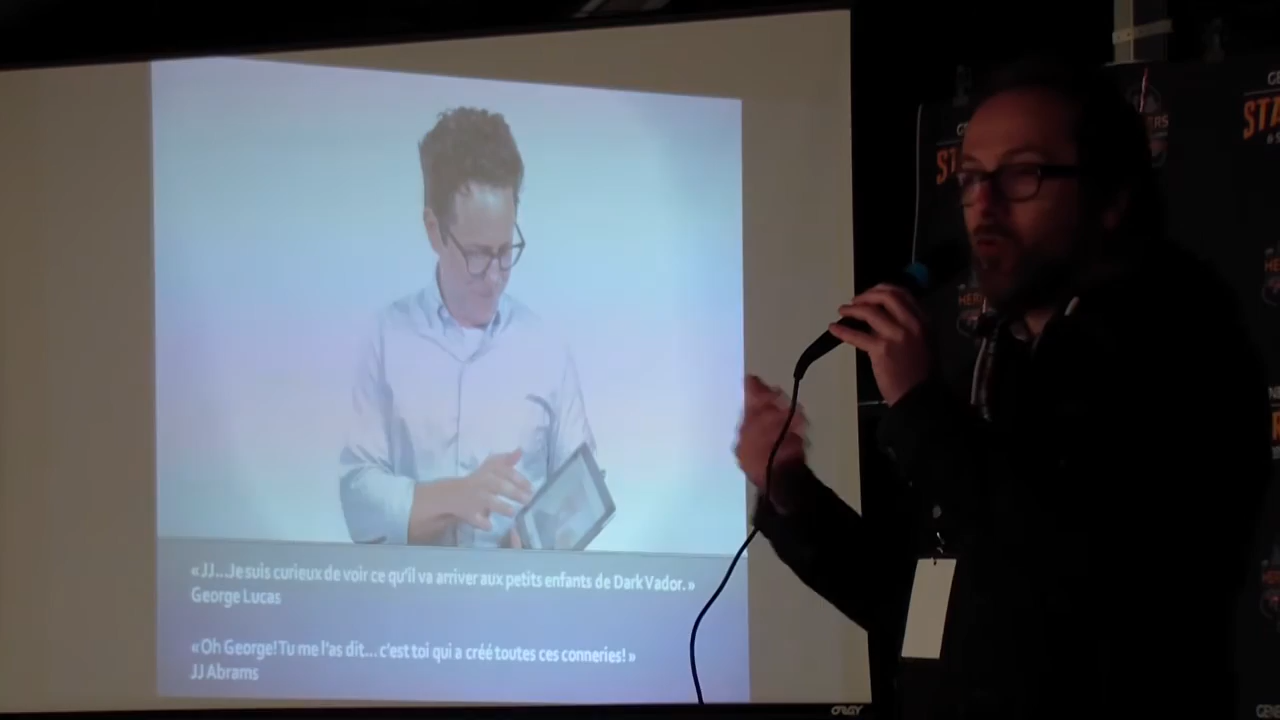 «JJ...Je suis curieux de voir ce qu'il va arriver aux petits enfants de Dark Vador.»
George Lucas
«Oh George!Tu me l'as dit... c'est toi qui a créé toutes ces conneries!»
JJ Abrams
ORAY